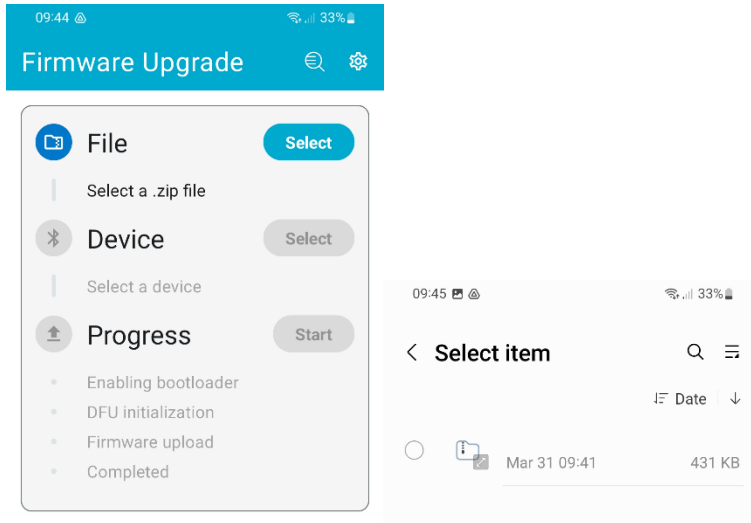 09:44 33%
Firmware Upgrade
File Select
Select a .zip file
Device Select
Select a device
Progress Start
Enabling bootloader
DFU initialization
Firmware upload
Completed
09:45 33%
Select item
Date
Mar 31 09:41 431 KB